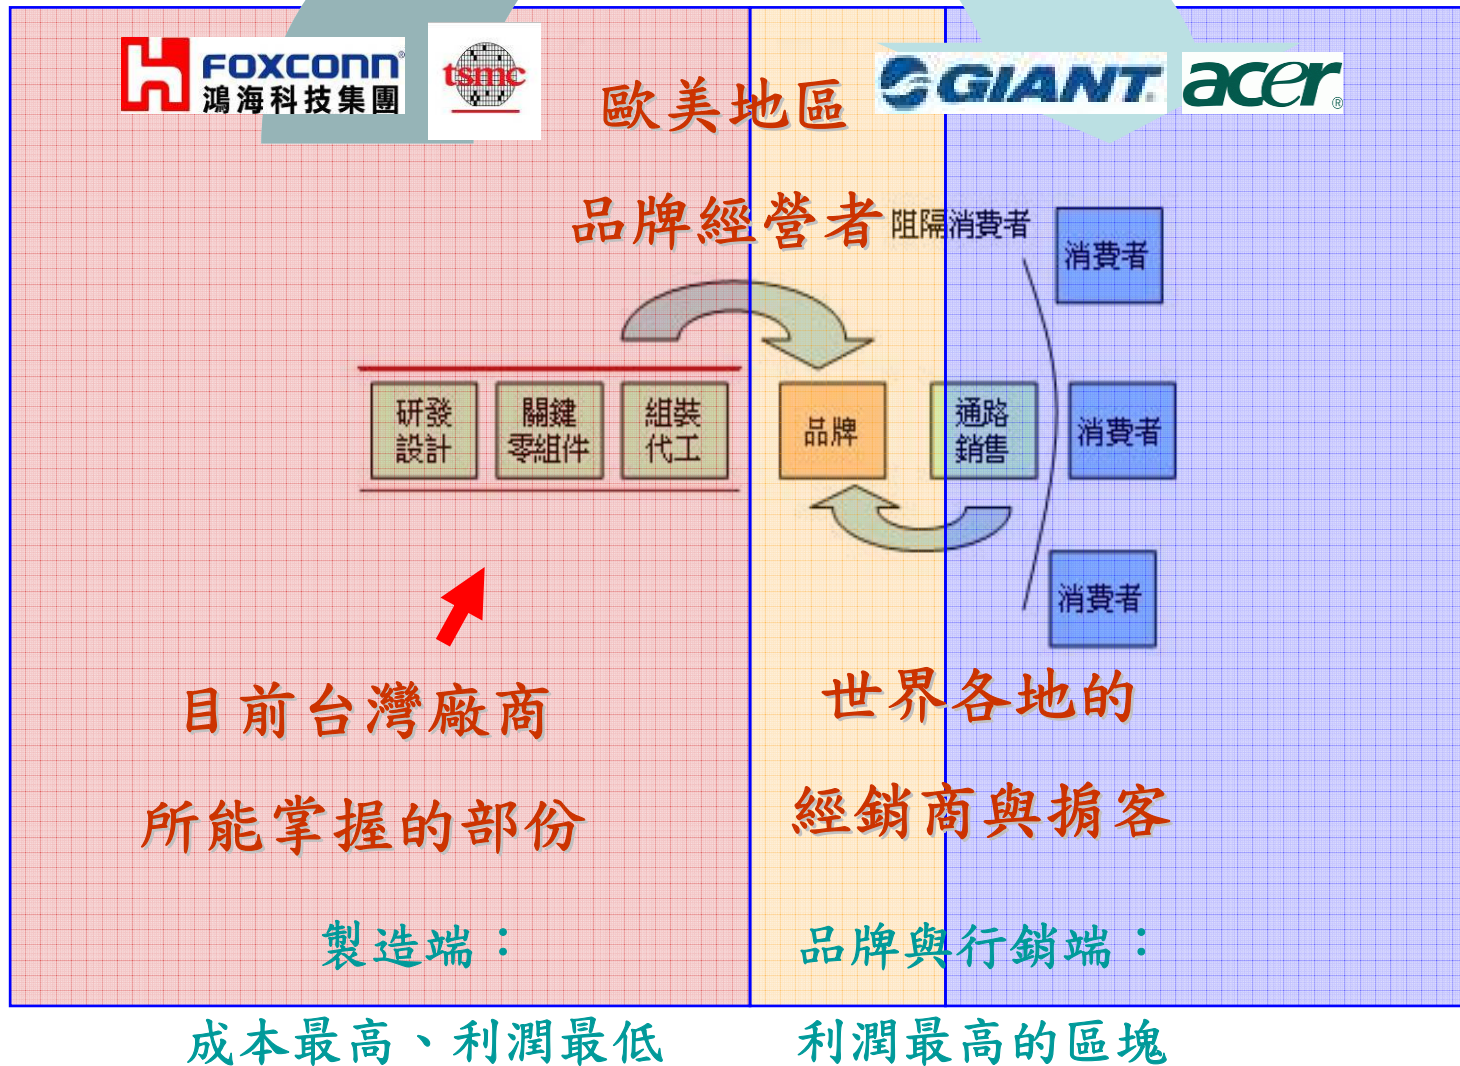 FOXCONN®
鴻海科技集團
tsmc
GIANT.
acer®
歐美地區
品牌經營者
阻隔消費者
消費者
研發
設計
關鍵
零組件
組裝
代工
品牌
通路
銷售
消費者
消費者
目前台灣廠商
所能掌握的部份
世界各地的
經銷商與掮客
製造端：
成本最高、利潤最低
品牌與行銷端：
利潤最高的區塊